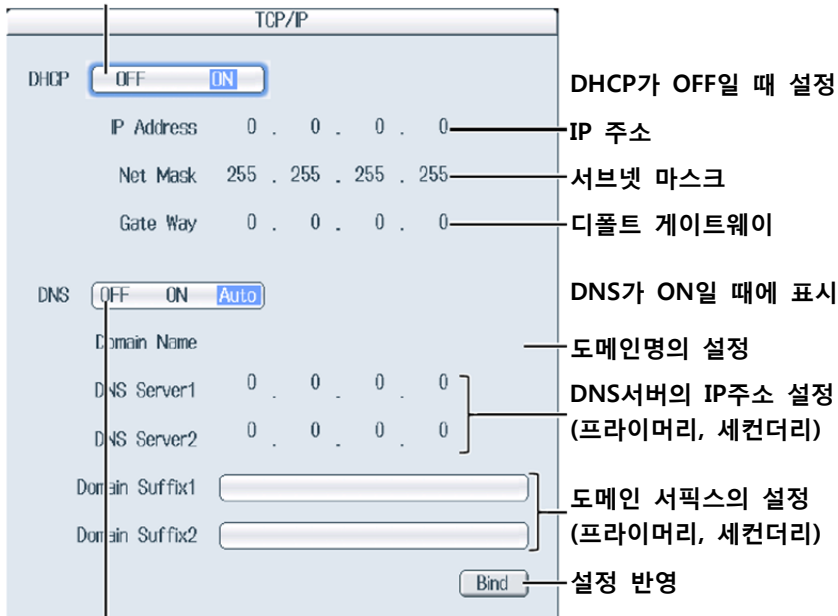 TCP/IP
DHCP OFF ON
DHCP가 OFF일 때 설정
IP Address 0 . 0 . 0 . 0
IP 주소
Net Mask 255 . 255 . 255 . 255
서브넷 마스크
Gate Way 0 . 0 . 0 . 0
디폴트 게이트웨이
DNS OFF ON Auto
DNS가 ON일 때에 표시
Domain Name
도메인명의 설정
DNS Server1 0 . 0 . 0 . 0
DNS서버의 IP주소 설정
(프라이머리, 세컨더리)
DNS Server2 0 . 0 . 0 . 0
Domain Suffix1
도메인 서픽스의 설정
(프라이머리, 세컨더리)
Domain Suffix2
Bind
설정 반영